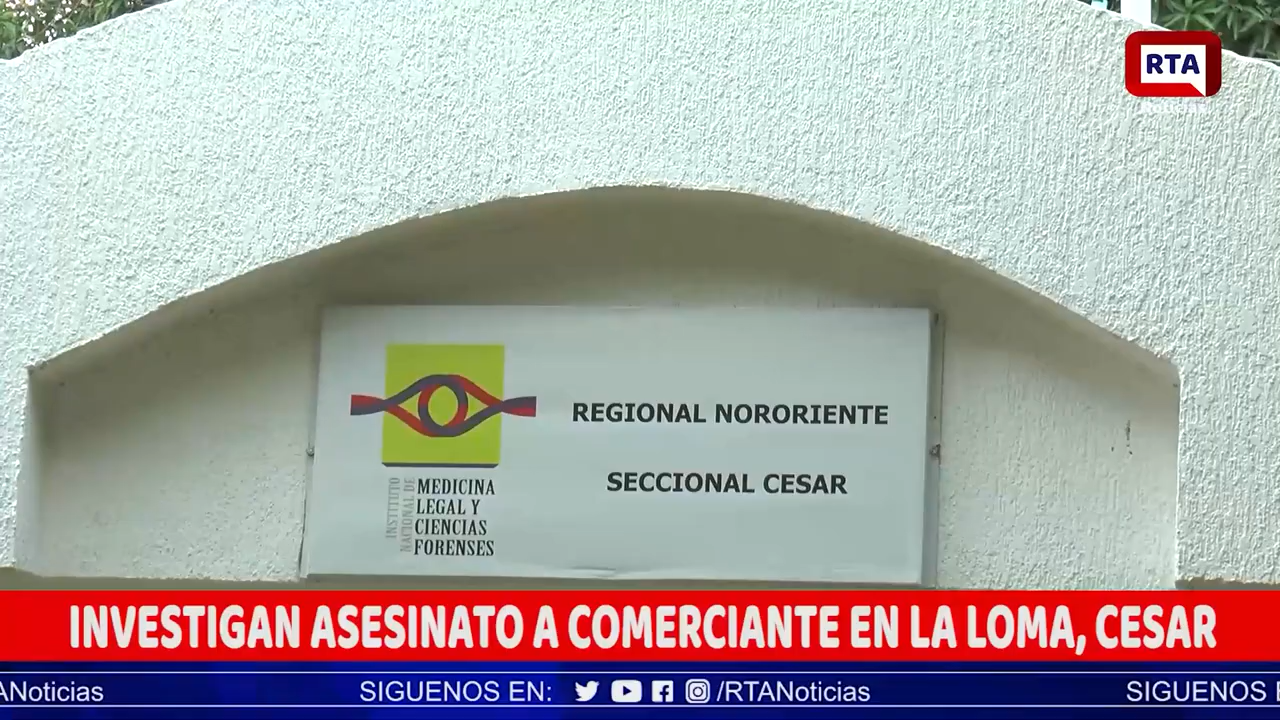 RTA
REGIONAL NORORIENTE
SECCIONAL CESAR
INSTITUTO
NACIONAL DE
MEDICINA
LEGAL Y
CIENCIAS
FORENSES
INVESTIGAN ASESINATO A COMERCIANTE EN LA LOMA, CESAR
TANoticias SIGUENOS EN: /RTANoticias SIGUENOS E